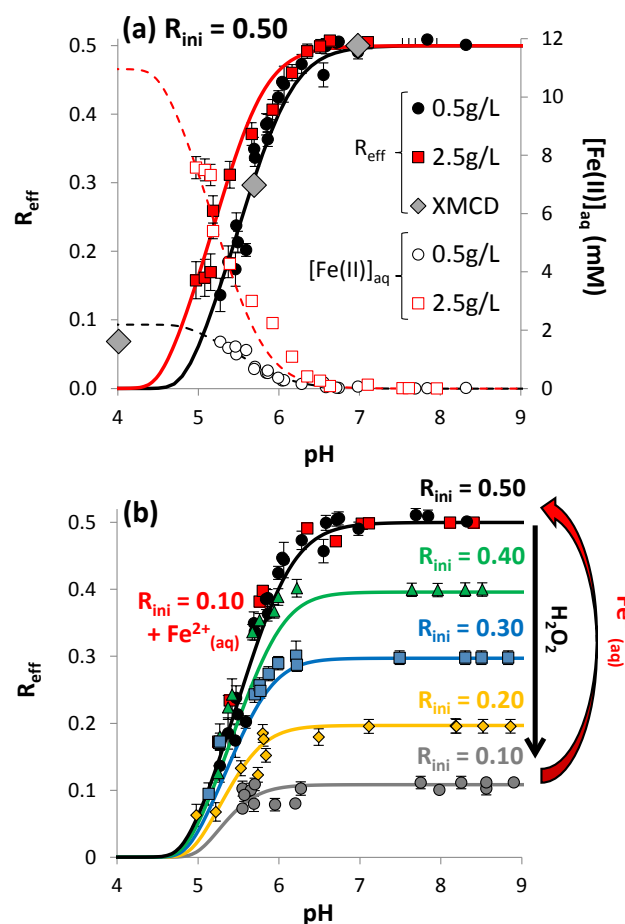 (a) R_ini = 0.50
0.5
0.4
0.3
0.2
0.1
0.0
R_eff
12
10
8
6
4
2
0
[Fe(II)]_aq (mM)
R_eff
0.5g/L
2.5g/L
XMCD
[Fe(II)]_aq
0.5g/L
2.5g/L
4 5 6 7 8 9
pH
(b)
R_ini = 0.50
R_ini = 0.40
R_ini = 0.10
+ Fe²⁺(aq)
R_ini = 0.30
R_ini = 0.20
R_ini = 0.10
H₂O₂
Fe
(aq)
0.5
0.4
0.3
0.2
0.1
0
R_eff
4 5 6 7 8 9
pH